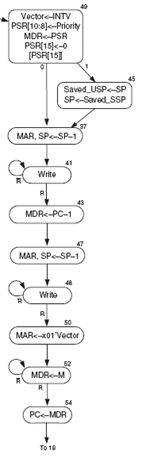 49
Vector<–INTV
PSR[10:8]<–Priority
MDR<–PSR
PSR[15]<–0
[PSR[15]]
0
1
45
Saved_USP<–SP
SP<–Saved_SSP
37
MAR, SP<–SP–1
41
Write
R̅
R
43
MDR<–PC–1
47
MAR, SP<–SP–1
48
Write
R̅
R
50
MAR<–x01'Vector
52
MDR<–M
R̅
R
54
PC<–MDR
To 18